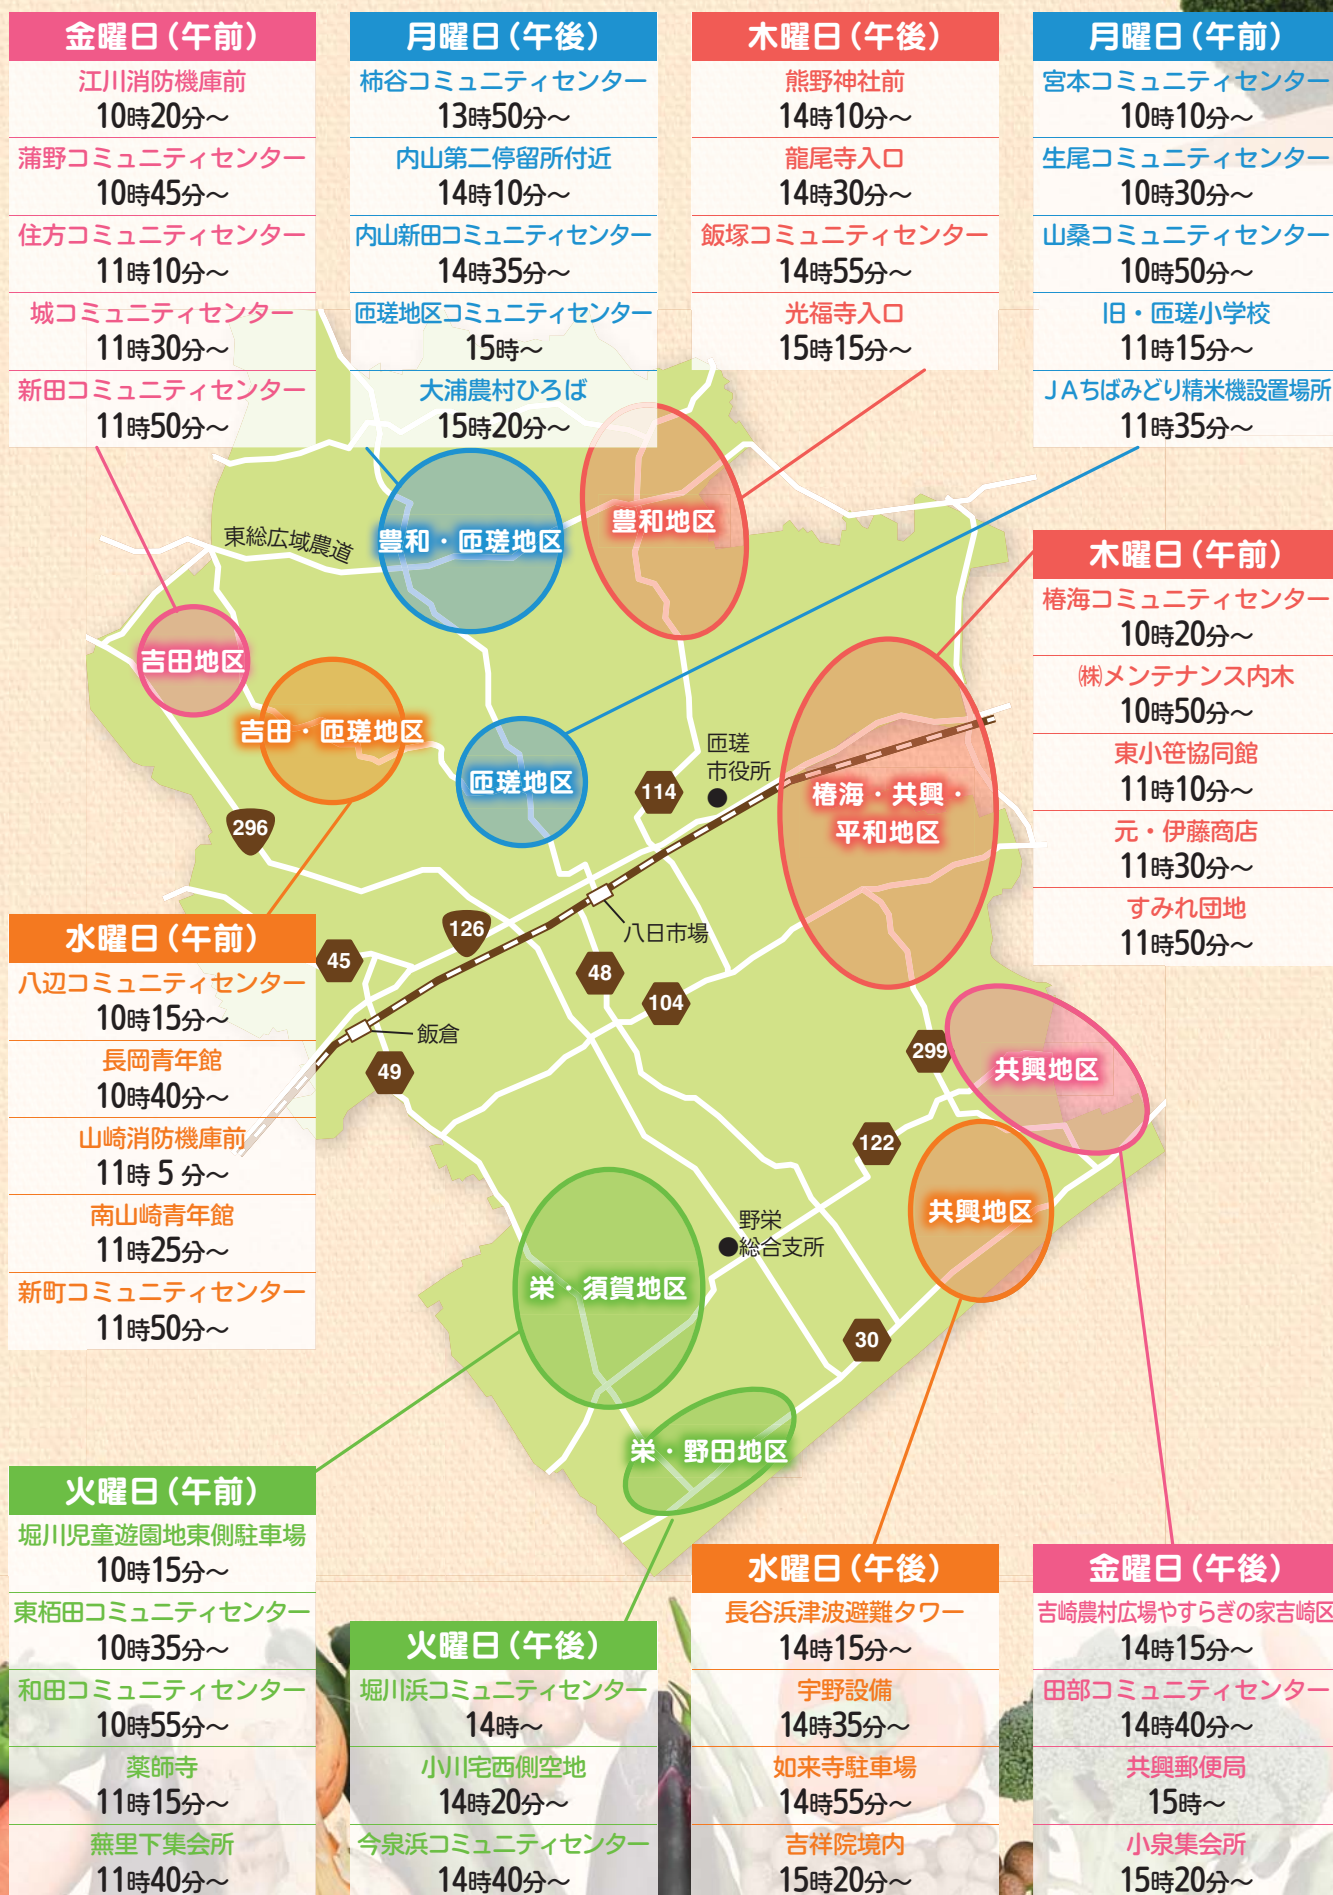 金曜日（午前）
江川消防機庫前
10時20分～
蒲野コミュニティセンター
10時45分～
住方コミュニティセンター
11時10分～
城コミュニティセンター
11時30分～
新田コミュニティセンター
11時50分～
月曜日（午後）
柿谷コミュニティセンター
13時50分～
内山第二停留所付近
14時10分～
内山新田コミュニティセンター
14時35分～
匝瑳地区コミュニティセンター
15時～
大浦農村ひろば
15時20分～
木曜日（午後）
熊野神社前
14時10分～
龍尾寺入口
14時30分～
飯塚コミュニティセンター
14時55分～
光福寺入口
15時15分～
月曜日（午前）
宮本コミュニティセンター
10時10分～
生尾コミュニティセンター
10時30分～
山桑コミュニティセンター
10時50分～
旧・匝瑳小学校
11時15分～
JAちばみどり精米機設置場所
11時35分～
東総広域農道
豊和・匝瑳地区
豊和地区
吉田地区
吉田・匝瑳地区
匝瑳地区
匝瑳
市役所
椿海・共興・
平和地区
296
114
126
八日市場
45
48
104
飯倉
49
299
共興地区
122
共興地区
野栄
総合支所
栄・須賀地区
30
栄・野田地区
木曜日（午前）
椿海コミュニティセンター
10時20分～
㈱メンテナンス内木
10時50分～
東小笹協同館
11時10分～
元・伊藤商店
11時30分～
すみれ団地
11時50分～
水曜日（午前）
八辺コミュニティセンター
10時15分～
長岡青年館
10時40分～
山崎消防機庫前
11時 5 分～
南山崎青年館
11時25分～
新町コミュニティセンター
11時50分～
火曜日（午前）
堀川児童遊園地東側駐車場
10時15分～
東栢田コミュニティセンター
10時35分～
和田コミュニティセンター
10時55分～
薬師寺
11時15分～
蕪里下集会所
11時40分～
火曜日（午後）
堀川浜コミュニティセンター
14時～
小川宅西側空地
14時20分～
今泉浜コミュニティセンター
14時40分～
水曜日（午後）
長谷浜津波避難タワー
14時15分～
宇野設備
14時35分～
如来寺駐車場
14時55分～
吉祥院境内
15時20分～
金曜日（午後）
吉崎農村広場やすらぎの家吉崎区
14時15分～
田部コミュニティセンター
14時40分～
共興郵便局
15時～
小泉集会所
15時20分～